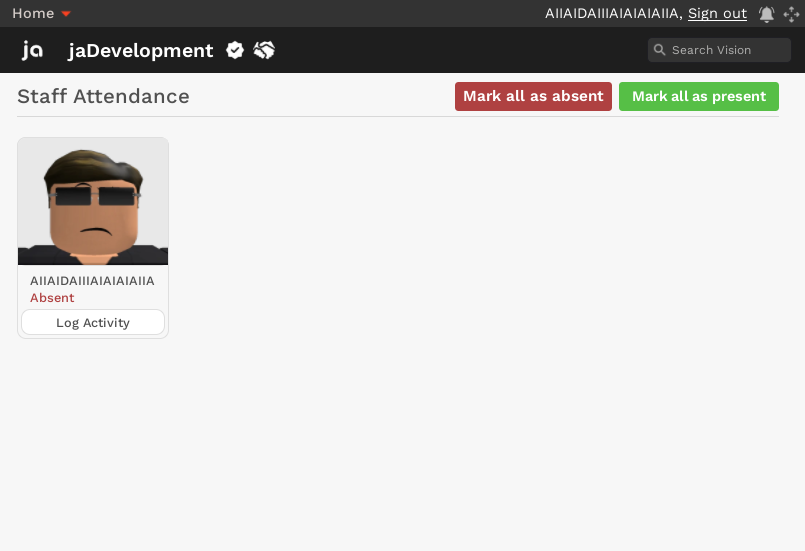 Home
AIIAIDAIIIAIAIAIAIIA, Sign out
ja
jaDevelopment
Search Vision
Staff Attendance
Mark all as absent
Mark all as present
AIIAIDAIIIAIAIAIAIIA
Absent
Log Activity